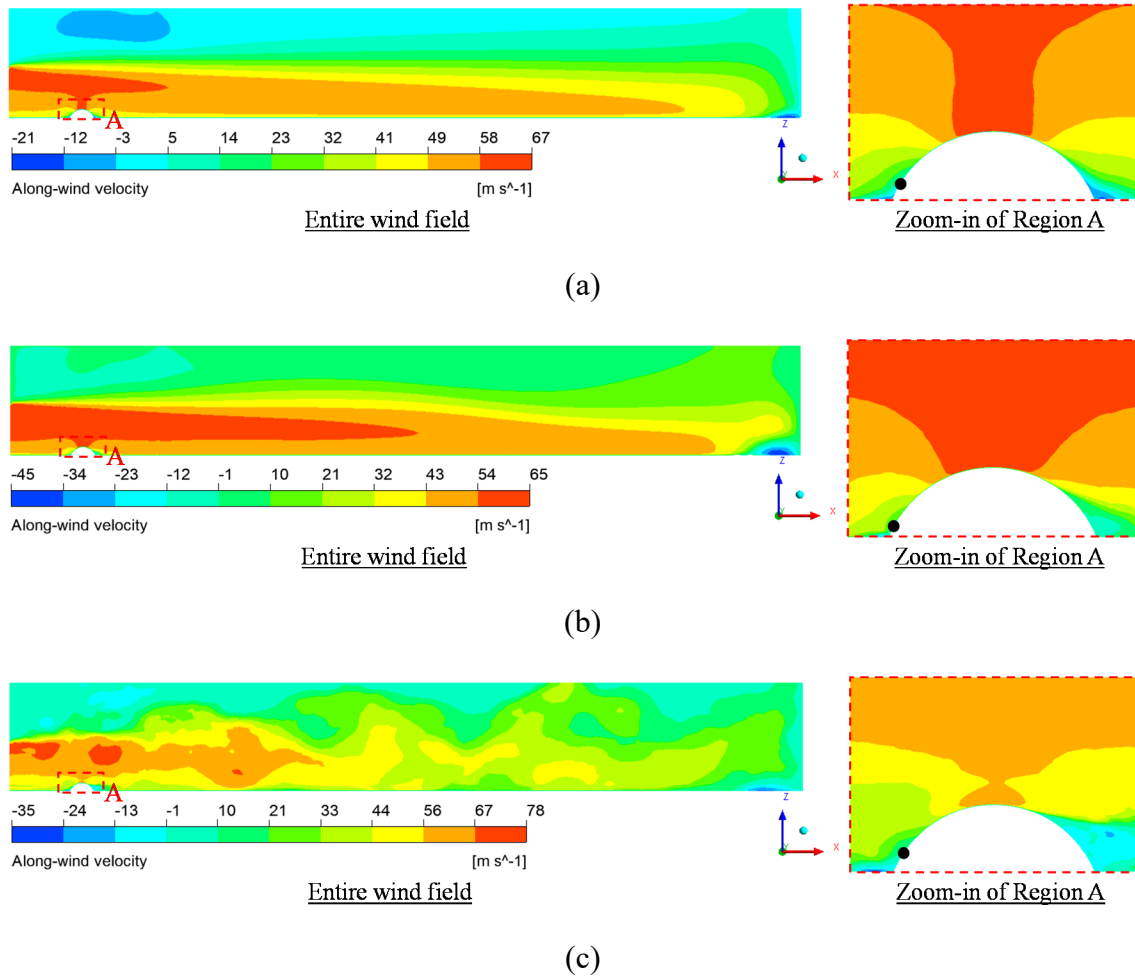 A
-21 -12 -3 5 14 23 32 41 49 58 67
Along-wind velocity [m s^-1]
Z
Y
X
Entire wind field
Zoom-in of Region A
(a)
A
-45 -34 -23 -12 -1 10 21 32 43 54 65
Along-wind velocity [m s^-1]
Z
Y
X
Entire wind field
Zoom-in of Region A
(b)
A
-35 -24 -13 -1 10 21 33 44 56 67 78
Along-wind velocity [m s^-1]
Z
Y
X
Entire wind field
Zoom-in of Region A
(c)